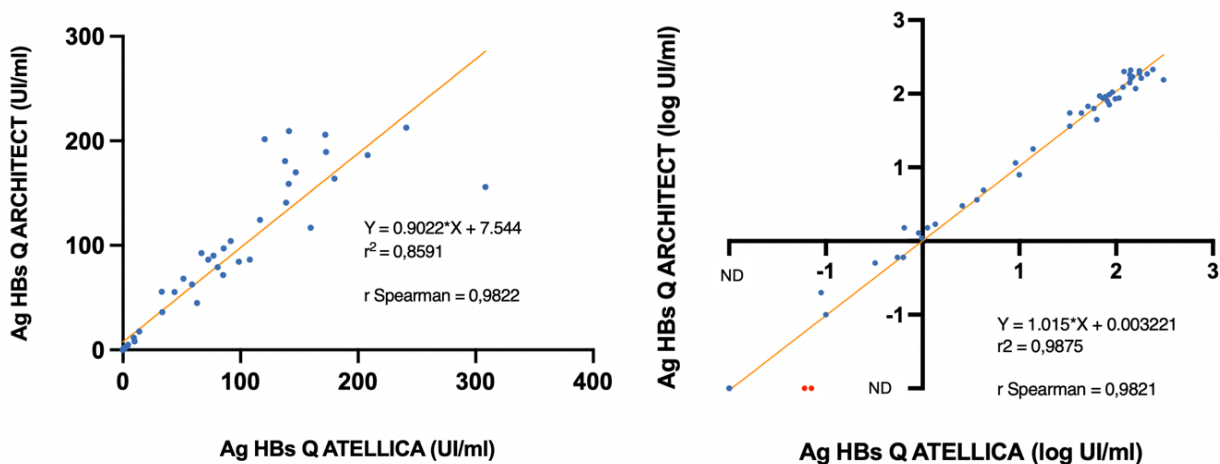 300
200
100
0
0
100
200
300
400
Ag HBs Q ARCHITECT (UI/ml)
Ag HBs Q ATELLICA (UI/ml)
Y = 0.9022*X + 7.544
r² = 0,8591
r Spearman = 0,9822
3
2
1
-1
ND
ND
-1
1
2
3
Ag HBs Q ARCHITECT (log UI/ml)
Ag HBs Q ATELLICA (log UI/ml)
Y = 1.015*X + 0.003221
r2 = 0,9875
r Spearman = 0,9821